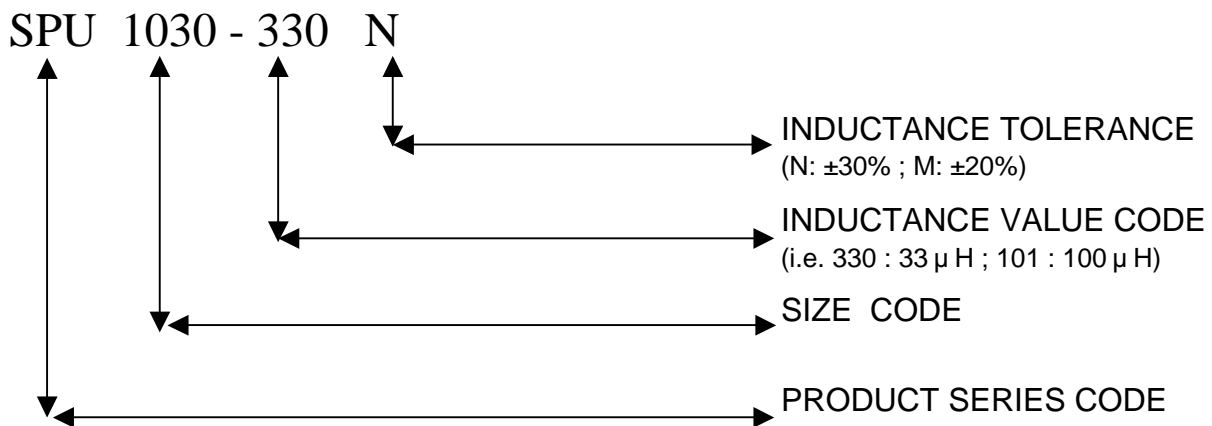 SPU 1030 - 330 N
INDUCTANCE TOLERANCE
(N: ±30% ; M: ±20%)
INDUCTANCE VALUE CODE
(i.e. 330 : 33 µ H ; 101 : 100 µ H)
SIZE CODE
PRODUCT SERIES CODE